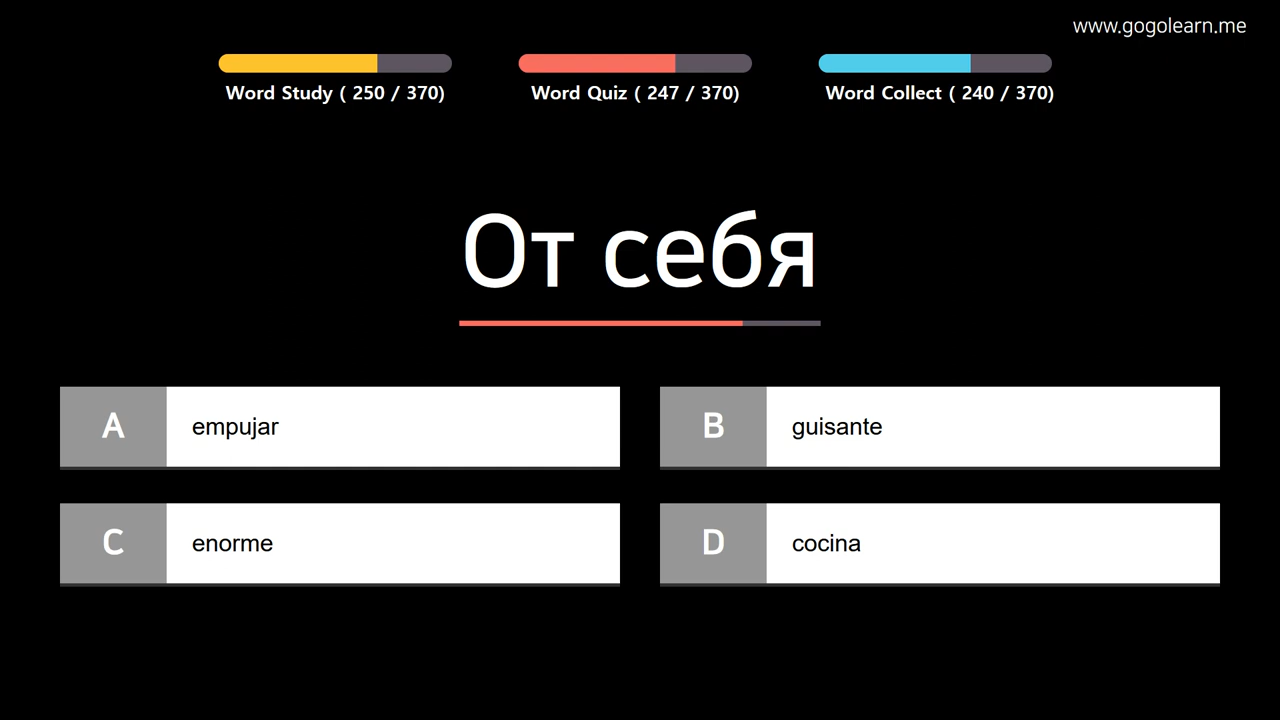 www.gogolearn.me
Word Study ( 250 / 370)
Word Quiz ( 247 / 370)
Word Collect ( 240 / 370)
От себя
A empujar
B guisante
C enorme
D cocina